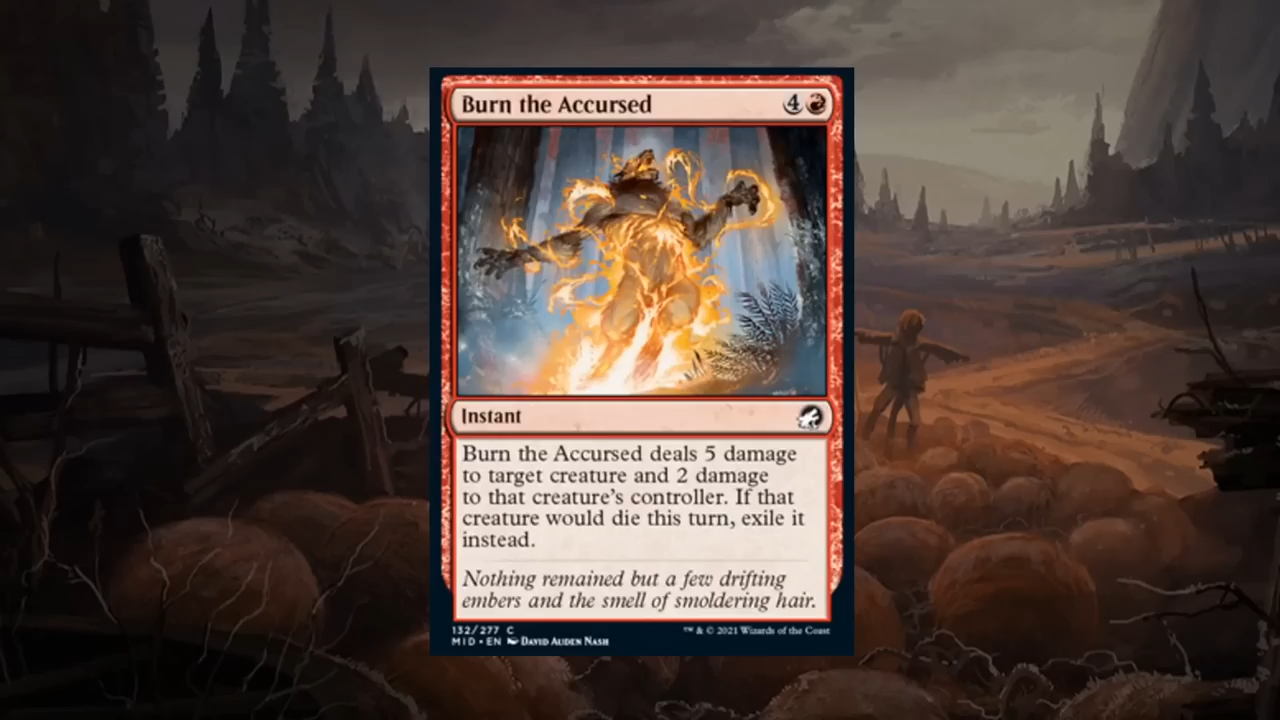 Burn the Accursed 4
Instant
Burn the Accursed deals 5 damage
to target creature and 2 damage
to that creature's controller. If that
creature would die this turn, exile it
instead.
Nothing remained but a few drifting
embers and the smell of smoldering hair.
132/277 C
MID • EN DAVID AUDEN NASH
™ & © 2021 Wizards of the Coast